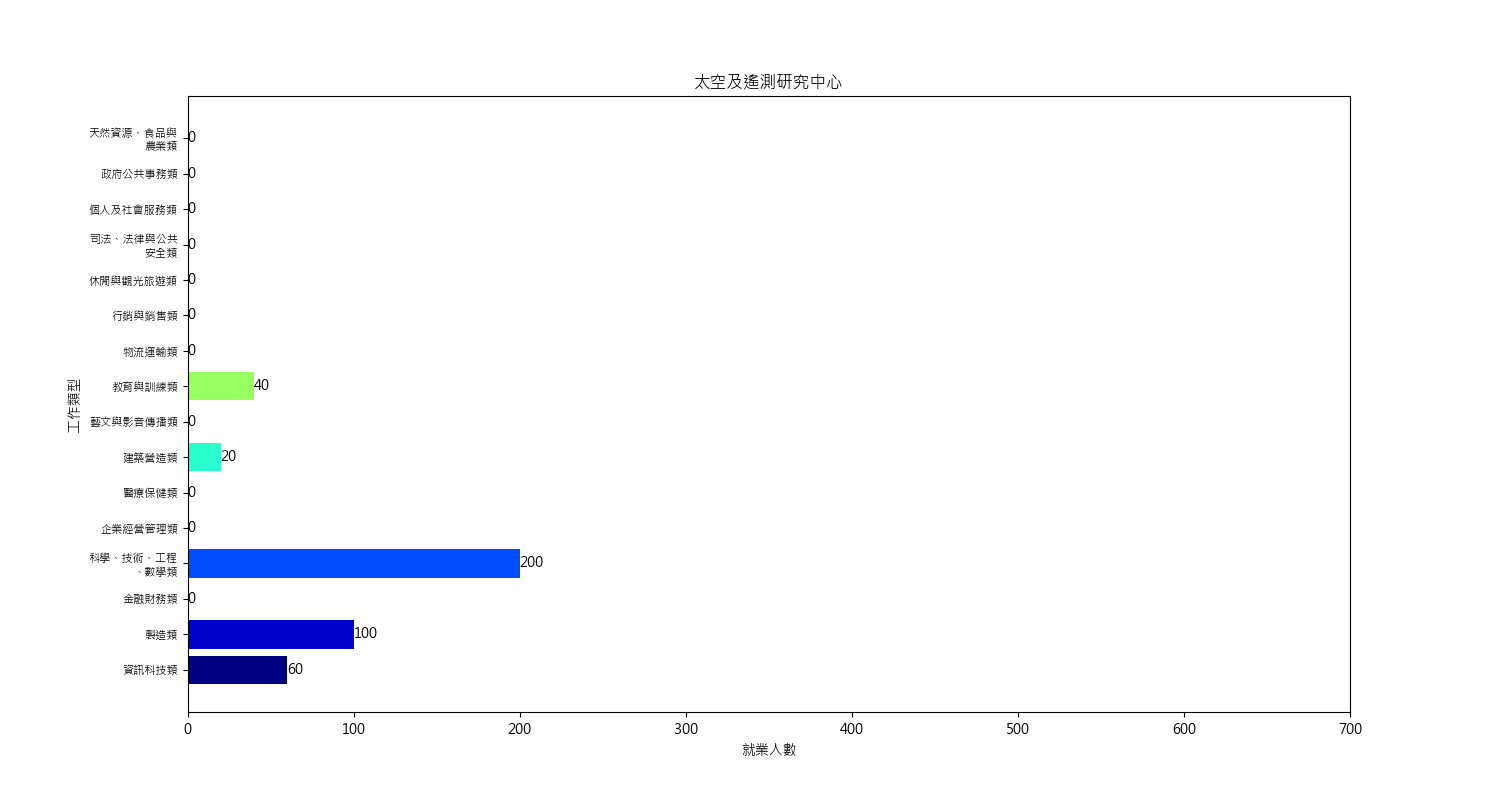 太空及遙測研究中心
天然資源、食品與
農業類
0
政府公共事務類
0
個人及社會服務類
0
司法、法律與公共
安全類
0
休閒與觀光旅遊類
0
行銷與銷售類
0
物流運輸類
0
教育與訓練類
40
藝文與影音傳播類
0
建築營造類
20
醫療保健類
0
企業經營管理類
0
科學、技術、工程
、數學類
200
金融財務類
0
製造類
100
資訊科技類
60
工作類型
0 100 200 300 400 500 600 700
就業人數